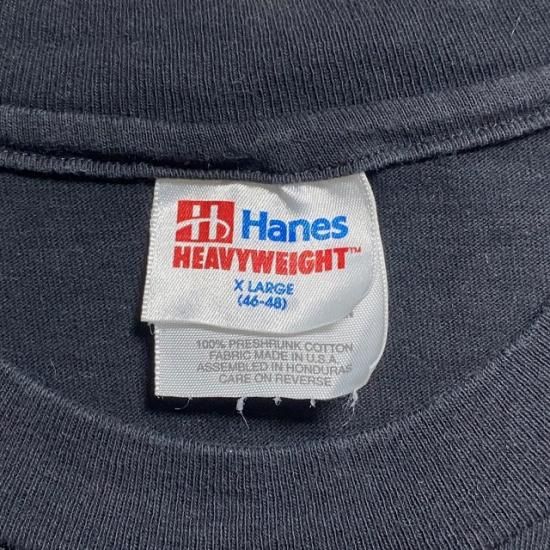 Hanes
HEAVYWEIGHT™
X LARGE
(46-48)
100% PRESHRUNK COTTON
FABRIC MADE IN U.S.A.
ASSEMBLED IN HONDURAS
CARE ON REVERSE